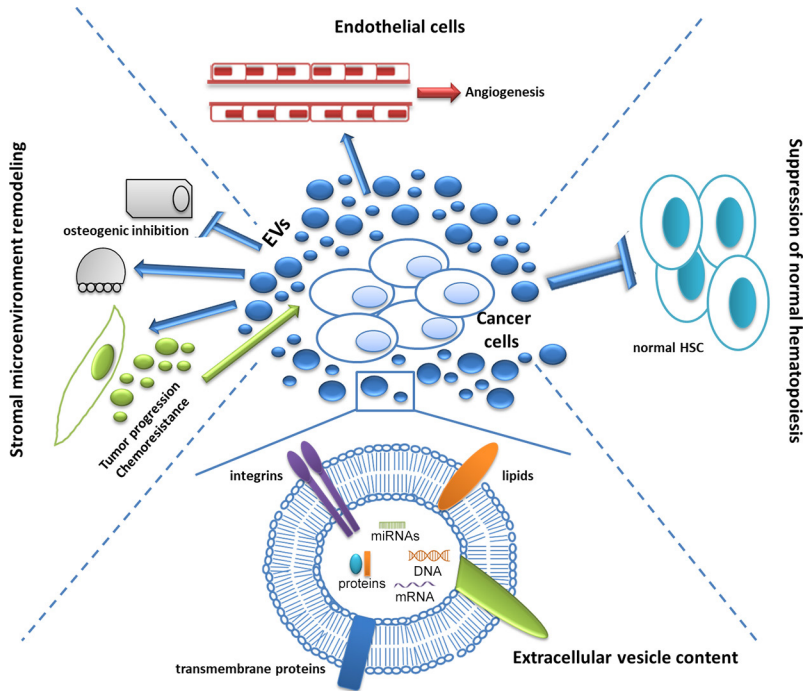 Endothelial cells
Angiogenesis
Stromal microenvironment remodeling
osteogenic inhibition
EVs
Cancer
cells
Suppression of normal hematopoiesis
normal HSC
Tumor progression
Chemoresistance
integrins
lipids
miRNAs
DNA
proteins
mRNA
transmembrane proteins
Extracellular vesicle content